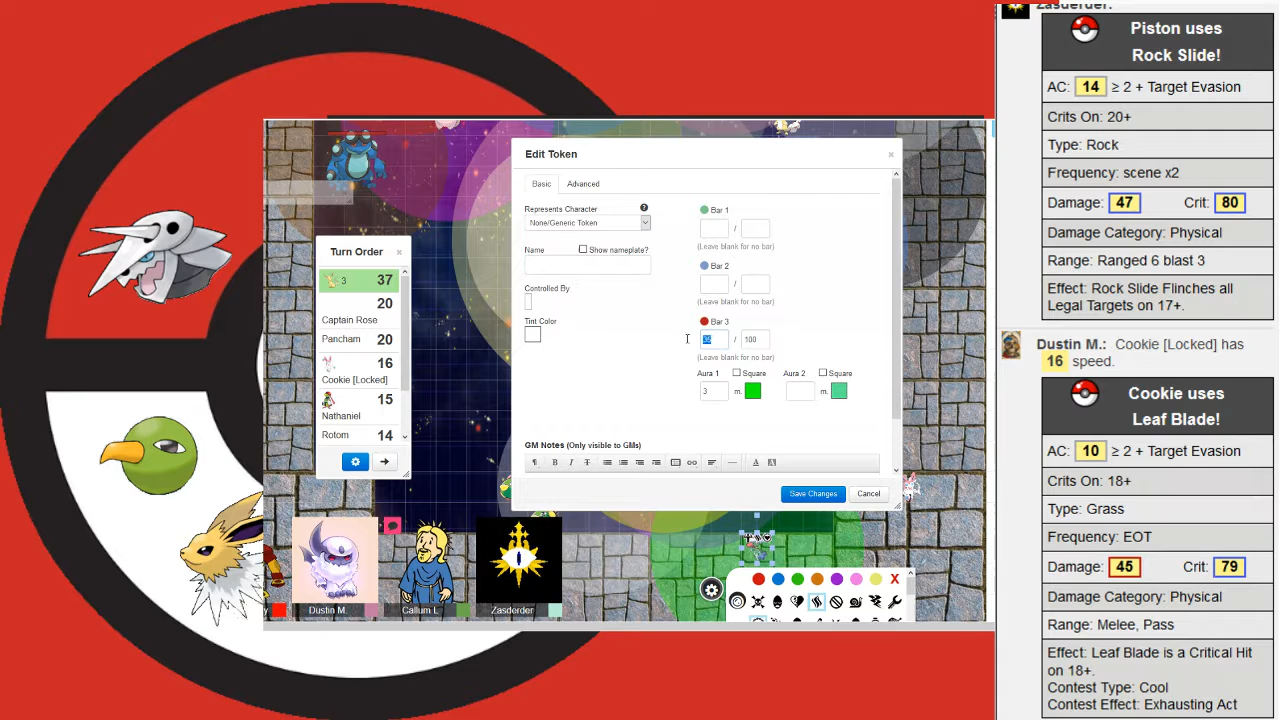 Edit Token
×
Basic
Advanced
Represents Character
None/Generic Token
Name
Show nameplate?
Controlled By
Tint Color
Bar 1
/
(Leave blank for no bar)
Bar 2
/
(Leave blank for no bar)
Bar 3
/ 100
(Leave blank for no bar)
Aura 1
Square
Aura 2
Square
3
m.
m.
GM Notes (Only visible to GMs)
Save Changes
Cancel
Turn Order
×
3 37
20
Captain Rose
Pancham 20
16
Cookie [Locked]
15
Nathaniel
Rotom 14
Dustin M.
Callum L
Zasderder
X
Zasderder:
Piston uses
Rock Slide!
AC: 14 ≥ 2 + Target Evasion
Crits On: 20+
Type: Rock
Frequency: scene x2
Damage: 47 Crit: 80
Damage Category: Physical
Range: Ranged 6 blast 3
Effect: Rock Slide Flinches all
Legal Targets on 17+.
Dustin M.: Cookie [Locked] has
16 speed.
Cookie uses
Leaf Blade!
AC: 10 ≥ 2 + Target Evasion
Crits On: 18+
Type: Grass
Frequency: EOT
Damage: 45 Crit: 79
Damage Category: Physical
Range: Melee, Pass
Effect: Leaf Blade is a Critical Hit
on 18+.
Contest Type: Cool
Contest Effect: Exhausting Act